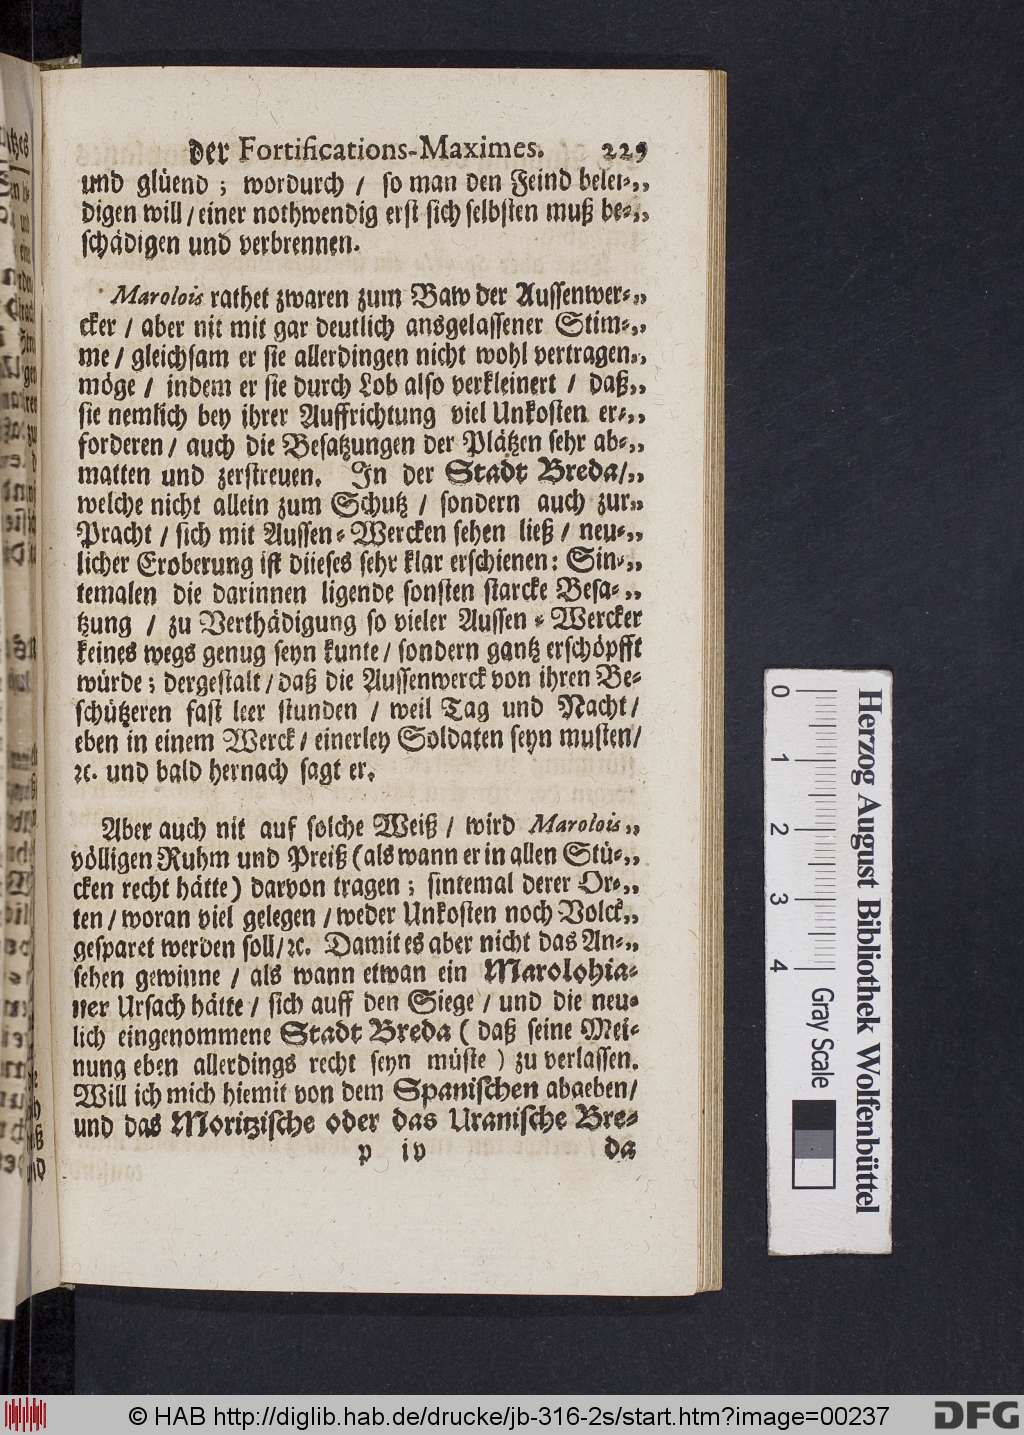 der Fortifications-Maximes. 229
und glüend ; wordurch / so man den Feind belei-„„
digen will / einer nothwendig erst sich selbsten muß be-„„
schädigen und verbrennen.
Marolois rathet zwaren zum Baw der Aussenwer-„„
cker / aber nit mit gar deutlich ausgelassener Stim-„„
me / gleichsam er sie allerdingen nicht wohl vertragen„„
möge / indem er sie durch Lob also verkleinert / daß„„
sie nemlich bey ihrer Auffrichtung viel Unkosten er-„„
forderen / auch die Besatzungen der Plätzen sehr ab-„„
matten und zerstreuen. In der Stadt Breda/„„
welche nicht allein zum Schutz / sondern auch zur„„
Pracht / sich mit Aussen-Wercken sehen ließ / neu-„„
licher Eroberung ist diieses sehr klar erschienen: Sin-„„
temalen die darinnen ligende sonsten starcke Besa-„„
tzung / zu Verthädigung so vieler Aussen-Wercker
keines wegs genug seyn kunte / sondern gantz erschöpfft
würde ; dergestalt / daß die Aussenwerck von ihren Be-
schützeren fast leer stunden / weil Tag und Nacht/
eben in einem Werck / einerley Soldaten seyn musten/
ꝛc. und bald hernach sagt er.
Aber auch nit auf solche Weiß / wird Marolois„
völligen Ruhm und Preiß (als wann er in allen Stü-„„
cken recht hätte) darvon tragen ; sintemal derer Or-„„
ten / woran viel gelegen / weder Unkosten noch Volck„„
gesparet werden soll/ꝛc. Damit es aber nicht das An-„„
sehen gewinne / als wann etwan ein Marolohia-
ner Ursach hätte / sich auff den Siege / und die neu-
lich eingenommene Stadt Breda ( daß seine Mei-
nung eben allerdings recht seyn müste ) zu verlassen.
Will ich mich hiemit von dem Spanischen abgeben/
und das Moritzische oder das Uranische Bre-
p iv da
0 1 2 3 4
Gray Scale
Herzog August Bibliothek Wolfenbüttel
© HAB http://diglib.hab.de/drucke/jb-316-2s/start.htm?image=00237
DFG